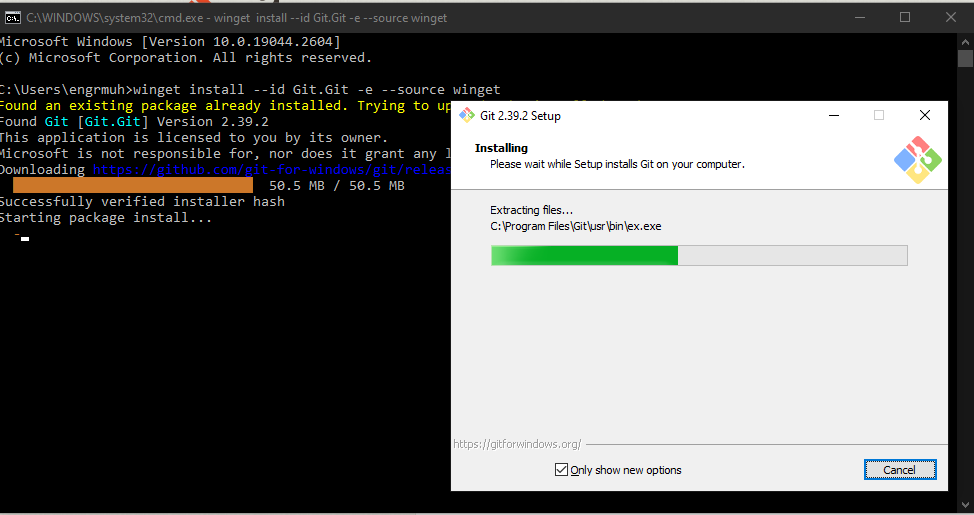 C:\WINDOWS\system32\cmd.exe - winget install --id Git.Git -e --source winget
Microsoft Windows [Version 10.0.19044.2604]
(c) Microsoft Corporation. All rights reserved.
C:\Users\engrmuh>winget install --id Git.Git -e --source winget
Found an existing package already installed. Trying to up
Found Git [Git.Git] Version 2.39.2
This application is licensed to you by its owner.
Microsoft is not responsible for, nor does it grant any l
Downloading https://github.com/git-for-windows/git/releas
50.5 MB / 50.5 MB
Successfully verified installer hash
Starting package install...
-
Git 2.39.2 Setup
Installing
Please wait while Setup installs Git on your computer.
Extracting files...
C:\Program Files\Git\usr\bin\ex.exe
https://gitforwindows.org/
Only show new options
Cancel